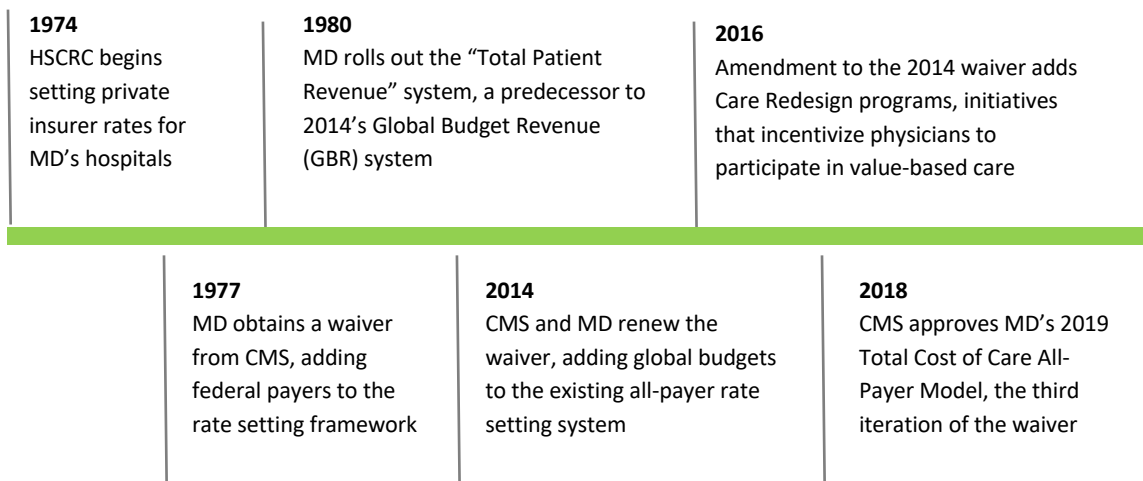 1974
HSCRC begins
setting private
insurer rates for
MD’s hospitals
1980
MD rolls out the “Total Patient
Revenue” system, a predecessor to
2014’s Global Budget Revenue
(GBR) system
2016
Amendment to the 2014 waiver adds
Care Redesign programs, initiatives
that incentivize physicians to
participate in value-based care
1977
MD obtains a waiver
from CMS, adding
federal payers to the
rate setting framework
2014
CMS and MD renew the
waiver, adding global budgets
to the existing all-payer rate
setting system
2018
CMS approves MD’s 2019
Total Cost of Care All-
Payer Model, the third
iteration of the waiver